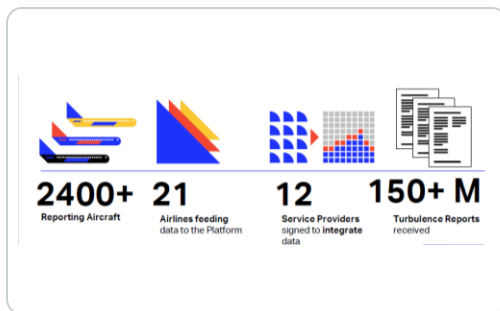 2400+
Reporting Aircraft
21
Airlines feeding
data to the Platform
12
Service Providers
signed to integrate
data
150+ M
Turbulence Reports
received